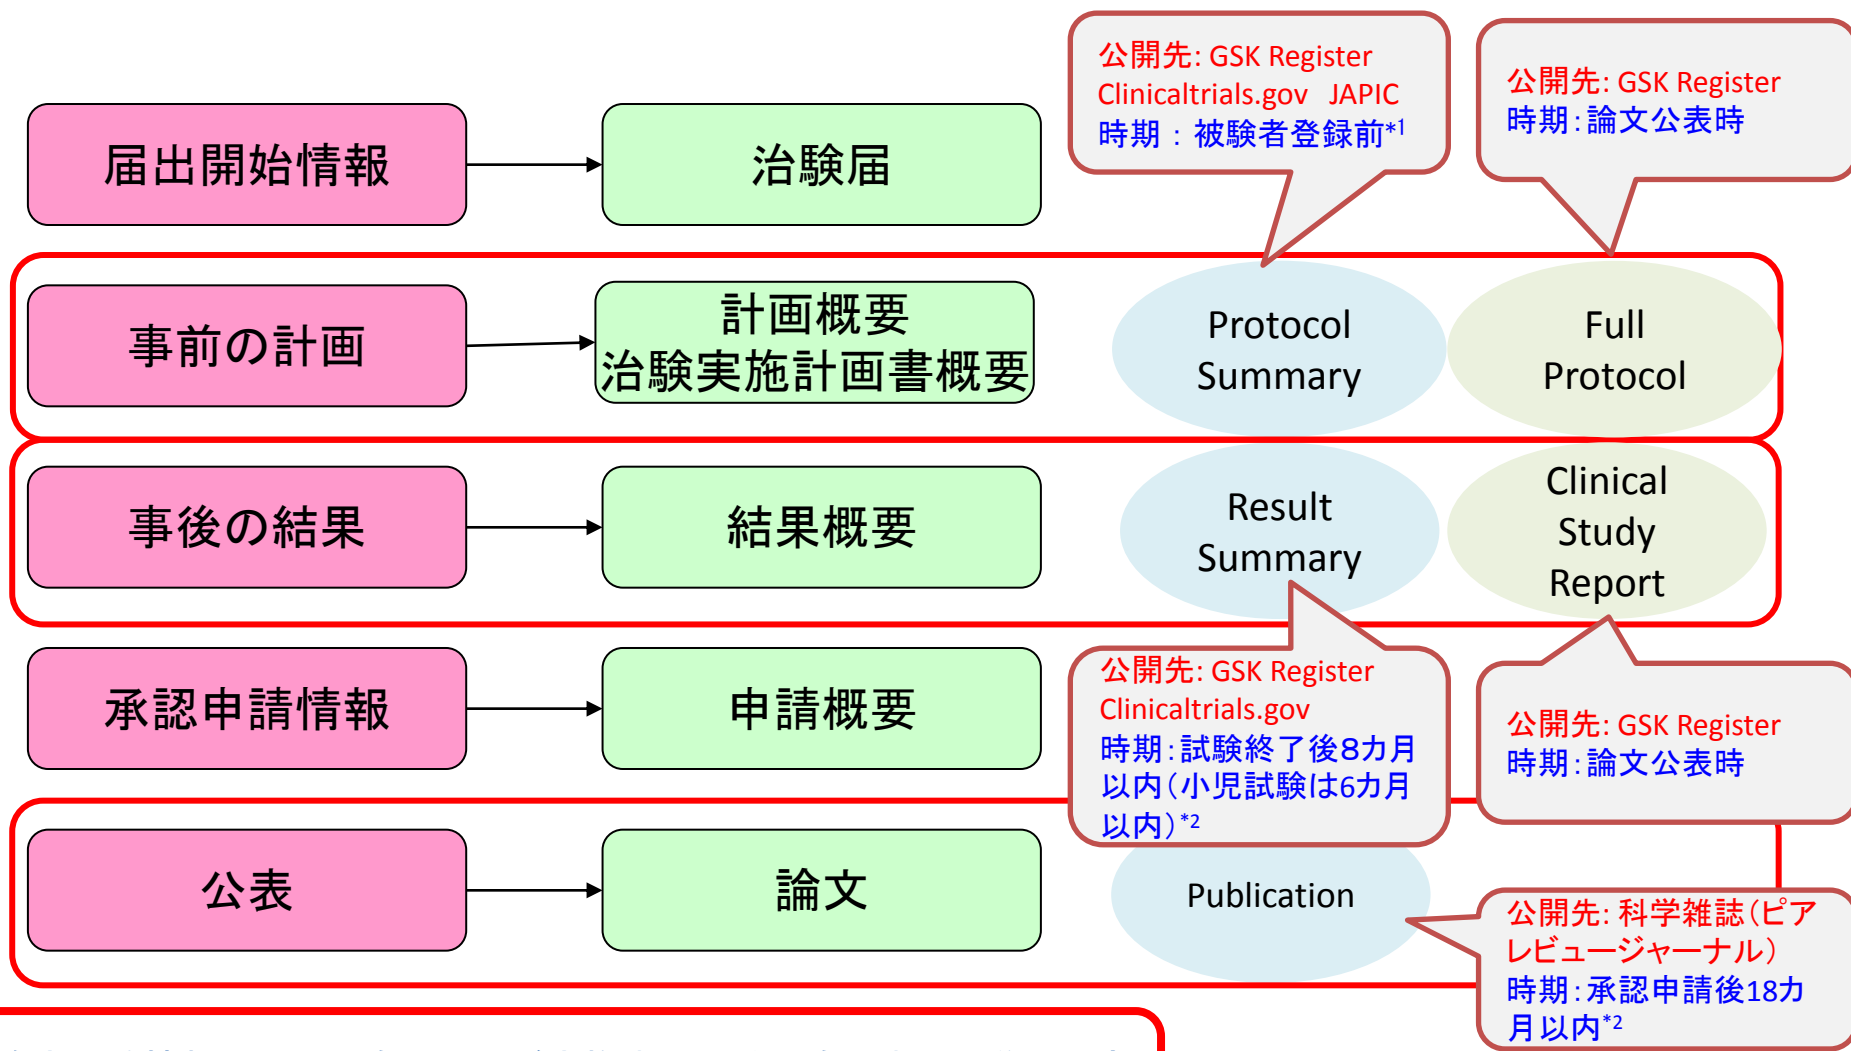 公開先: GSK Register
Clinicaltrials.gov JAPIC
時期 : 被験者登録前*1
公開先: GSK Register
時期:論文公表時
届出開始情報
治験届
事前の計画
計画概要
治験実施計画書概要
Protocol
Summary
Full
Protocol
事後の結果
結果概要
Result
Summary
Clinical
Study
Report
承認申請情報
申請概要
公開先: GSK Register
Clinicaltrials.gov
時期:試験終了後8カ月
以内(小児試験は6カ月
以内)*2
公開先: GSK Register
時期:論文公表時
公表
論文
Publication
公開先: 科学雑誌(ピア
レビュージャーナル)
時期:承認申請後18カ
月以内*2